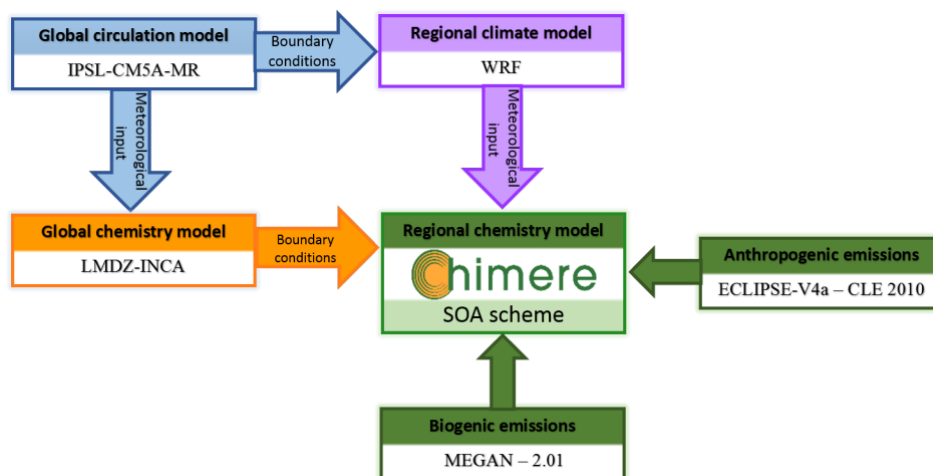 Global circulation model
IPSL-CM5A-MR
Boundary
conditions
Regional climate model
WRF
Meteorological
input
Meteorological
input
Global chemistry model
LMDZ-INCA
Boundary
conditions
Regional chemistry model
Chimere
SOA scheme
Anthropogenic emissions
ECLIPSE-V4a – CLE 2010
Biogenic emissions
MEGAN – 2.01